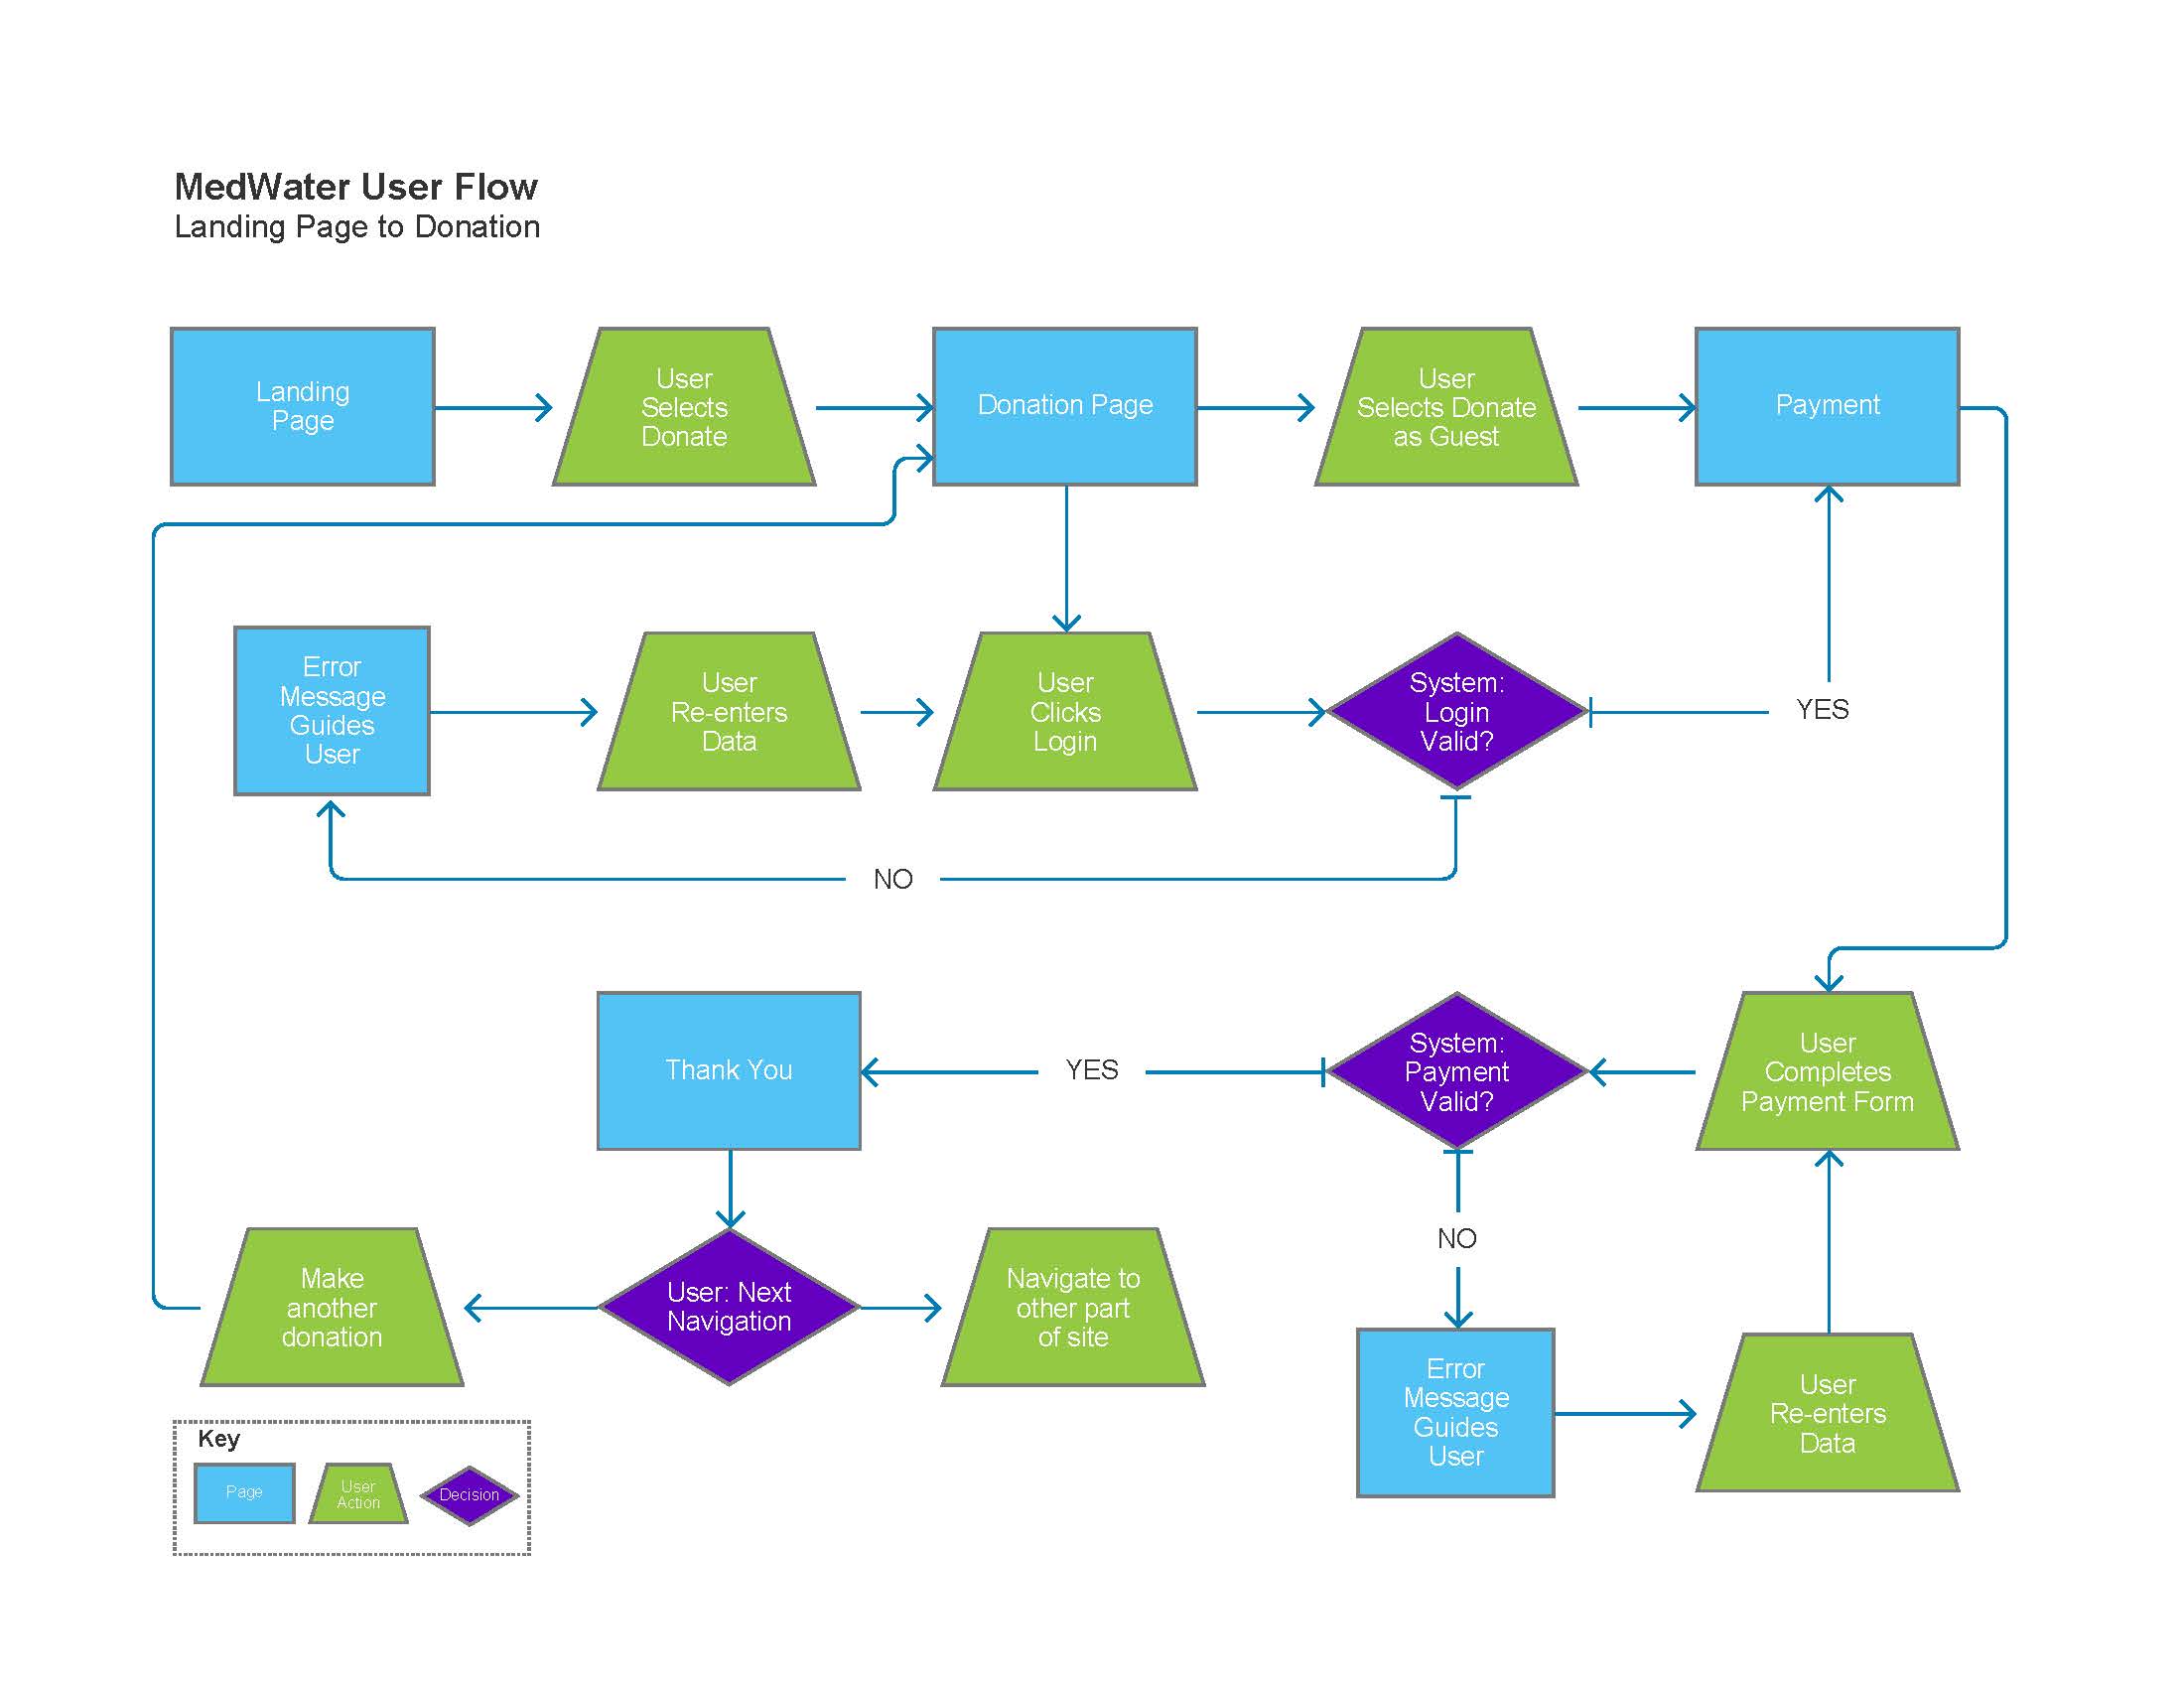 MedWater User Flow
Landing Page to Donation
Landing
Page
User
Selects
Donate
Donation Page
User
Selects Donate
as Guest
Payment
Error
Message
Guides
User
User
Re-enters
Data
User
Clicks
Login
System:
Login
Valid?
YES
NO
Thank You
YES
System:
Payment
Valid?
User
Completes
Payment Form
NO
Make
another
donation
User: Next
Navigation
Navigate to
other part
of site
Error
Message
Guides
User
User
Re-enters
Data
Key
Page
User
Action
Decision